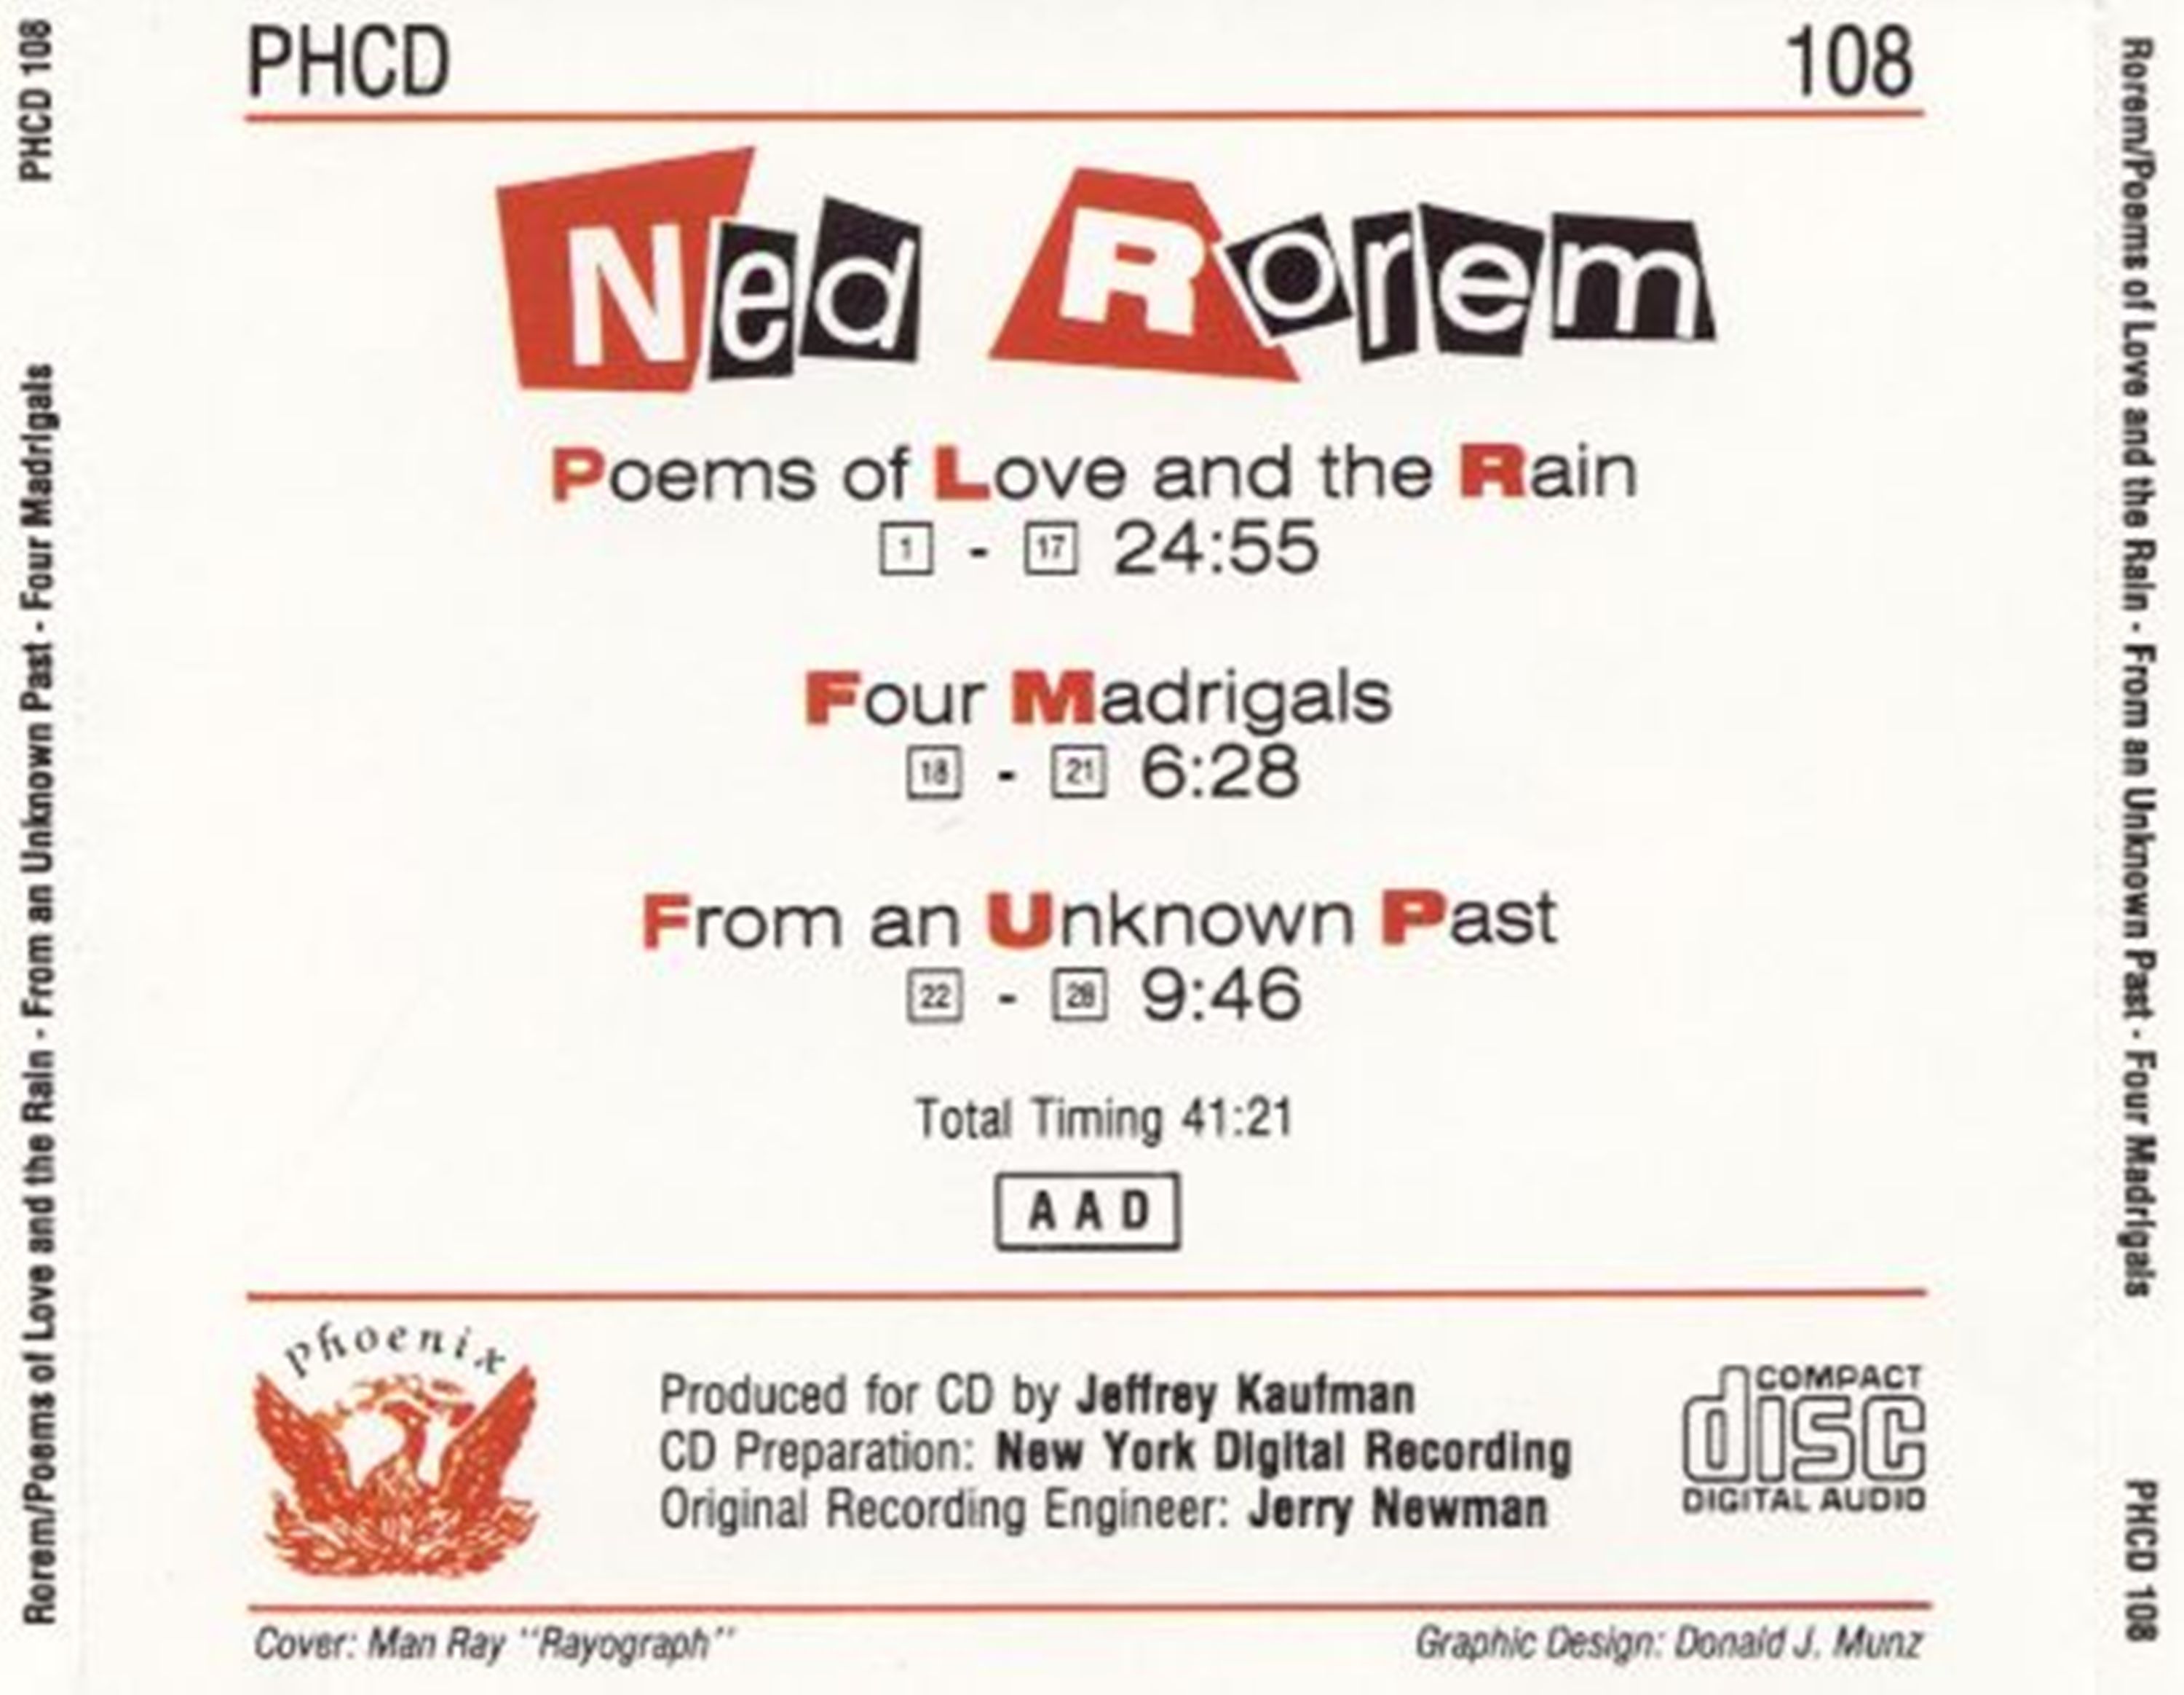 PHCD 108
Ned Rorem
Poems of Love and the Rain
1 - 17 24:55
Four Madrigals
18 - 21 6:28
From an Unknown Past
22 - 28 9:46
Total Timing 41:21
AAD
Phoenix
Produced for CD by Jeffrey Kaufman
CD Preparation: New York Digital Recording
Original Recording Engineer: Jerry Newman
COMPACT
disc
DIGITAL AUDIO
Cover: Man Ray "Rayograph"
Graphic Design: Donald J. Munz
Rorem/Poems of Love and the Rain - From an Unknown Past - Four Madrigals PHCD 108
Rorem/Poems of Love and the Rain - From an Unknown Past - Four Madrigals PHCD 108